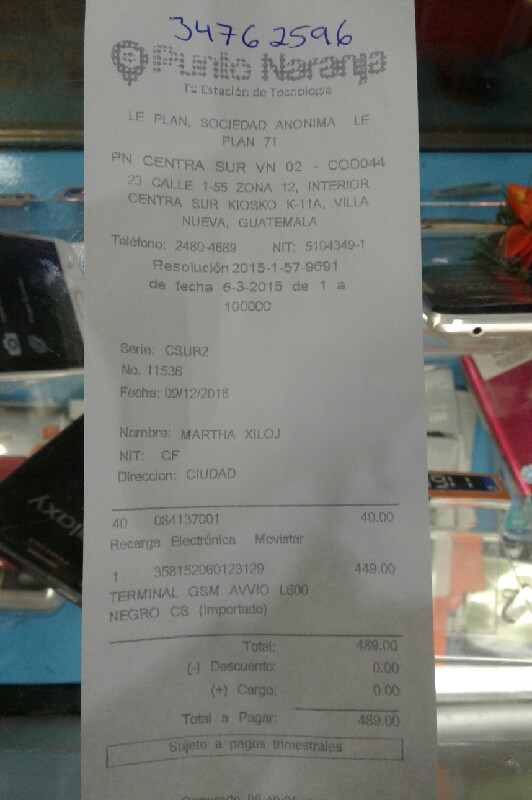 34762596
Punto Naranja
Tu Estación de Tecnología
LE PLAN, SOCIEDAD ANONIMA LE
PLAN 71
PN CENTRA SUR VN 02 - COD044
23 CALLE 1-55 ZONA 12, INTERIOR
CENTRA SUR KIOSKO K-11A, VILLA
NUEVA, GUATEMALA
Teléfono: 2480-4689 NIT: 5104349-1
Resolución 2015-1-57-9691
de fecha 6-3-2015 de 1 a
100000
Serie: CSUR2
No. 11536
Fecha: 09/12/2018
Nombre: MARTHA XILOJ
NIT: CF
Direccion: CIUDAD
40 084137001 40.00
Recarga Electrónica Movistar
1 358152060123129 449.00
TERMINAL GSM AVVIO L600
NEGRO CS (Importado)
Total: 489.00
(-) Descuento: 0.00
(+) Cargo: 0.00
Total a Pagar: 489.00
Sujeto a pagos trimestrales